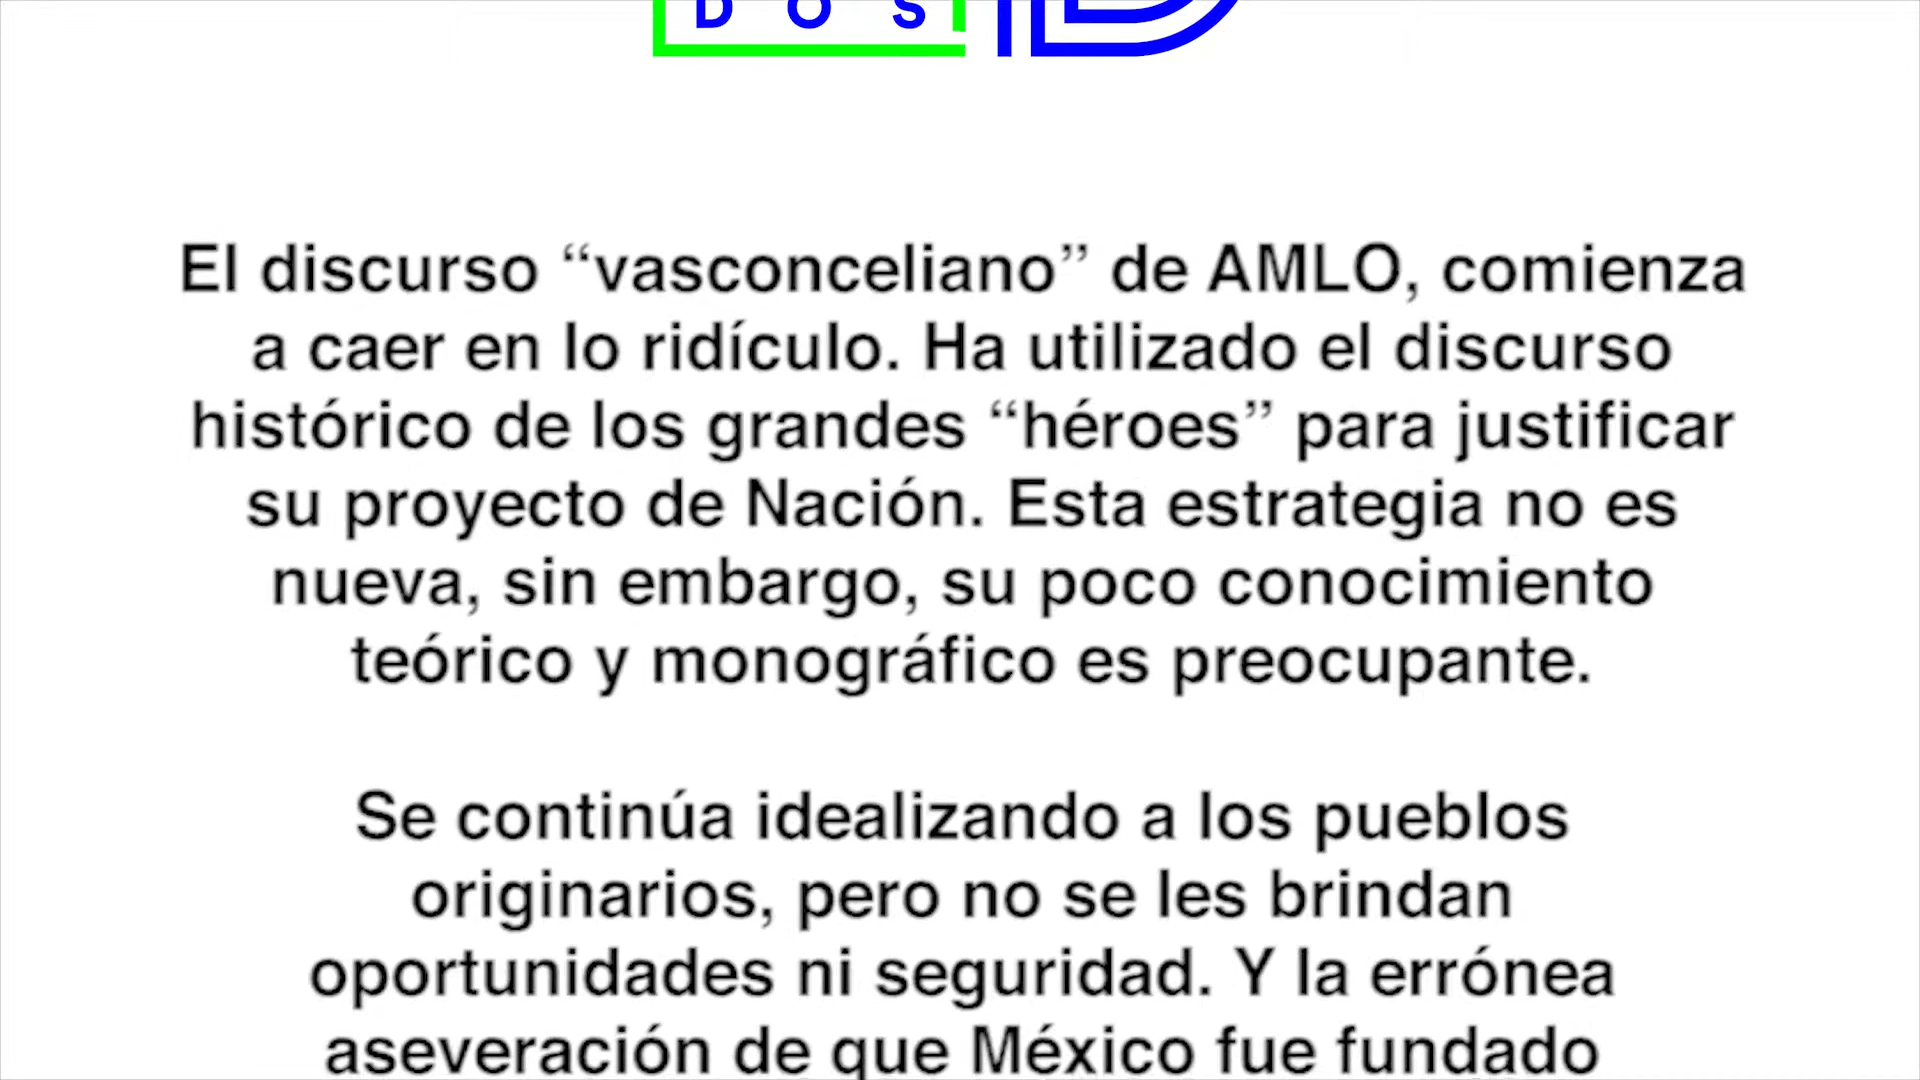 DOS
El discurso “vasconceliano” de AMLO, comienza
a caer en lo ridículo. Ha utilizado el discurso
histórico de los grandes “héroes” para justificar
su proyecto de Nación. Esta estrategia no es
nueva, sin embargo, su poco conocimiento
teórico y monográfico es preocupante.
Se continúa idealizando a los pueblos
originarios, pero no se les brindan
oportunidades ni seguridad. Y la errónea
aseveración de que México fue fundado